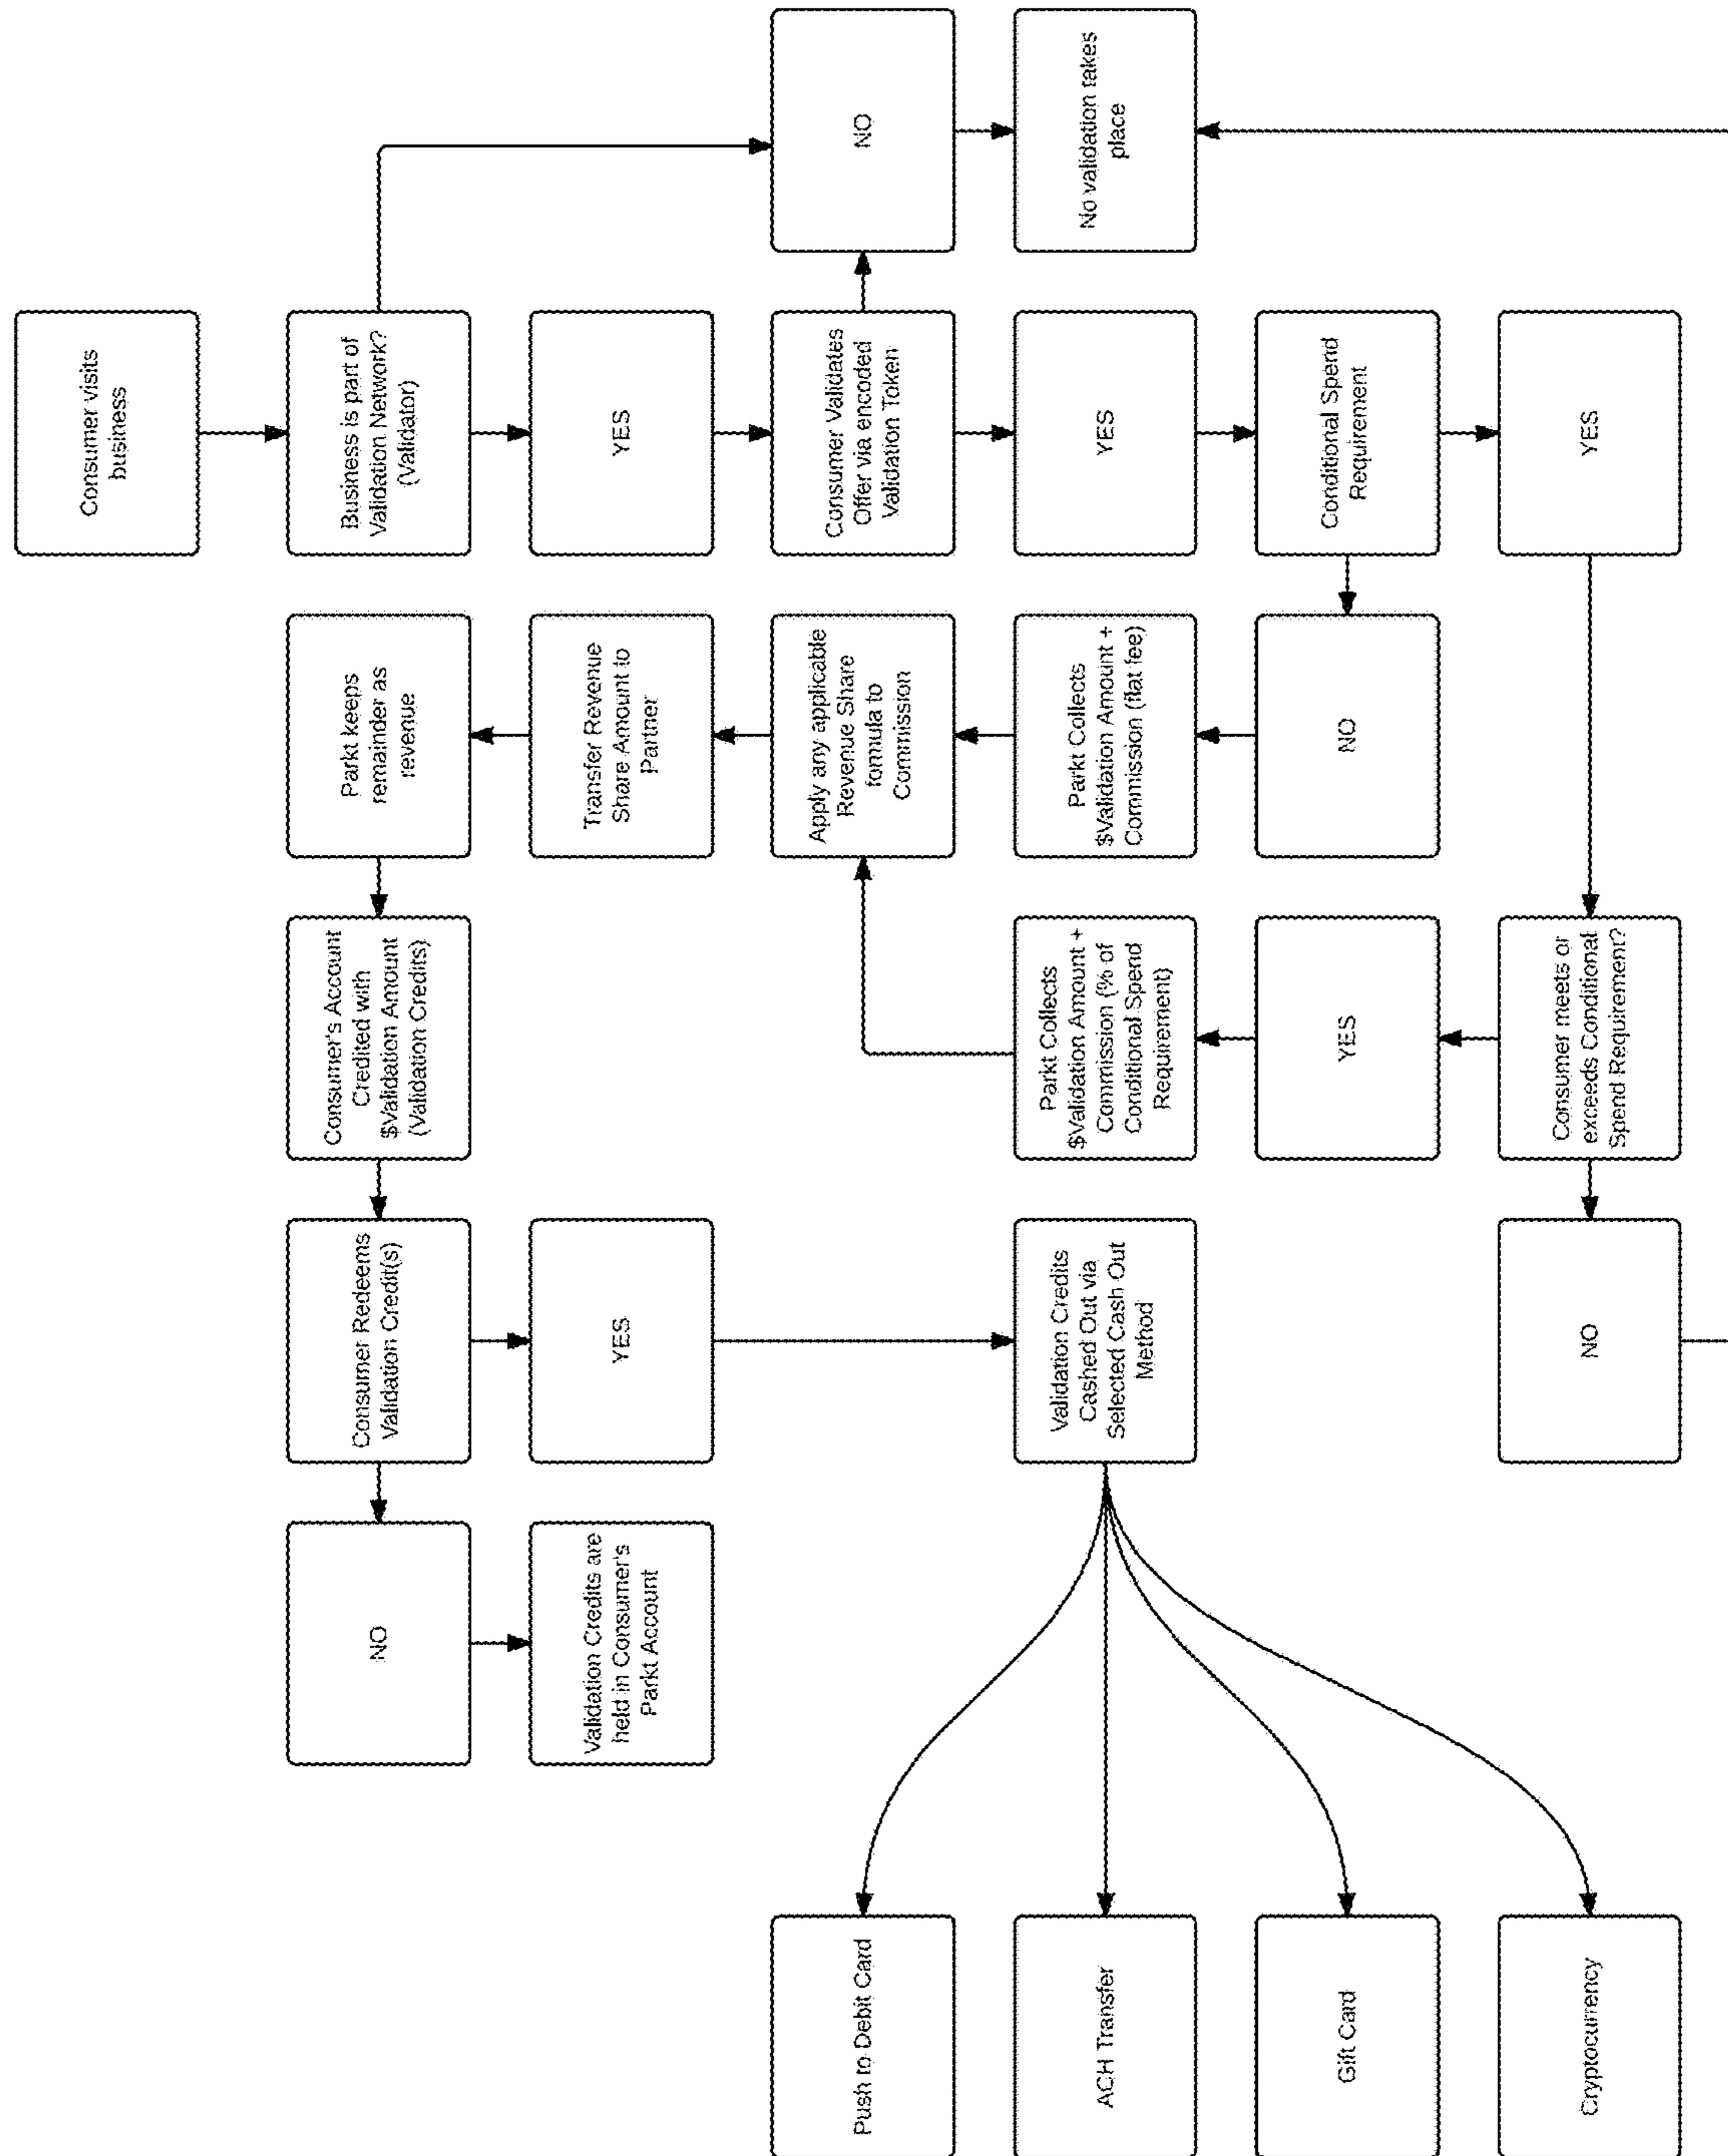 Consumer visits
business
Business is part of
Validation Network?
(Validator)
YES
Consumer Validates
Offer via encoded
Validation Token
NO
No validation takes
place
YES
Conditional Spend
Requirement
YES
NO
Parkt Collects
$Validation Amount +
Commission (flat fee)
Apply any applicable
Revenue Share
formula to
Commission
Transfer Revenue
Share Amount to
Partner
Parkt keeps
remainder as
revenue
Consumer meets or
exceeds Conditional
Spend Requirement?
YES
Parkt Collects
$Validation Amount +
Commission (% of
Conditional Spend
Requirement)
NO
Consumer's Account
Credited with
$Validation Amount
(Validation Credits)
Consumer Redeems
Validation Credit(s)
YES
Validation Credits
Cashed Out via
Selected Cash Out
Method
NO
Validation Credits are
held in Consumer's
Parkt Account
Push to Debit Card
ACH Transfer
Gift Card
Cryptocurrency